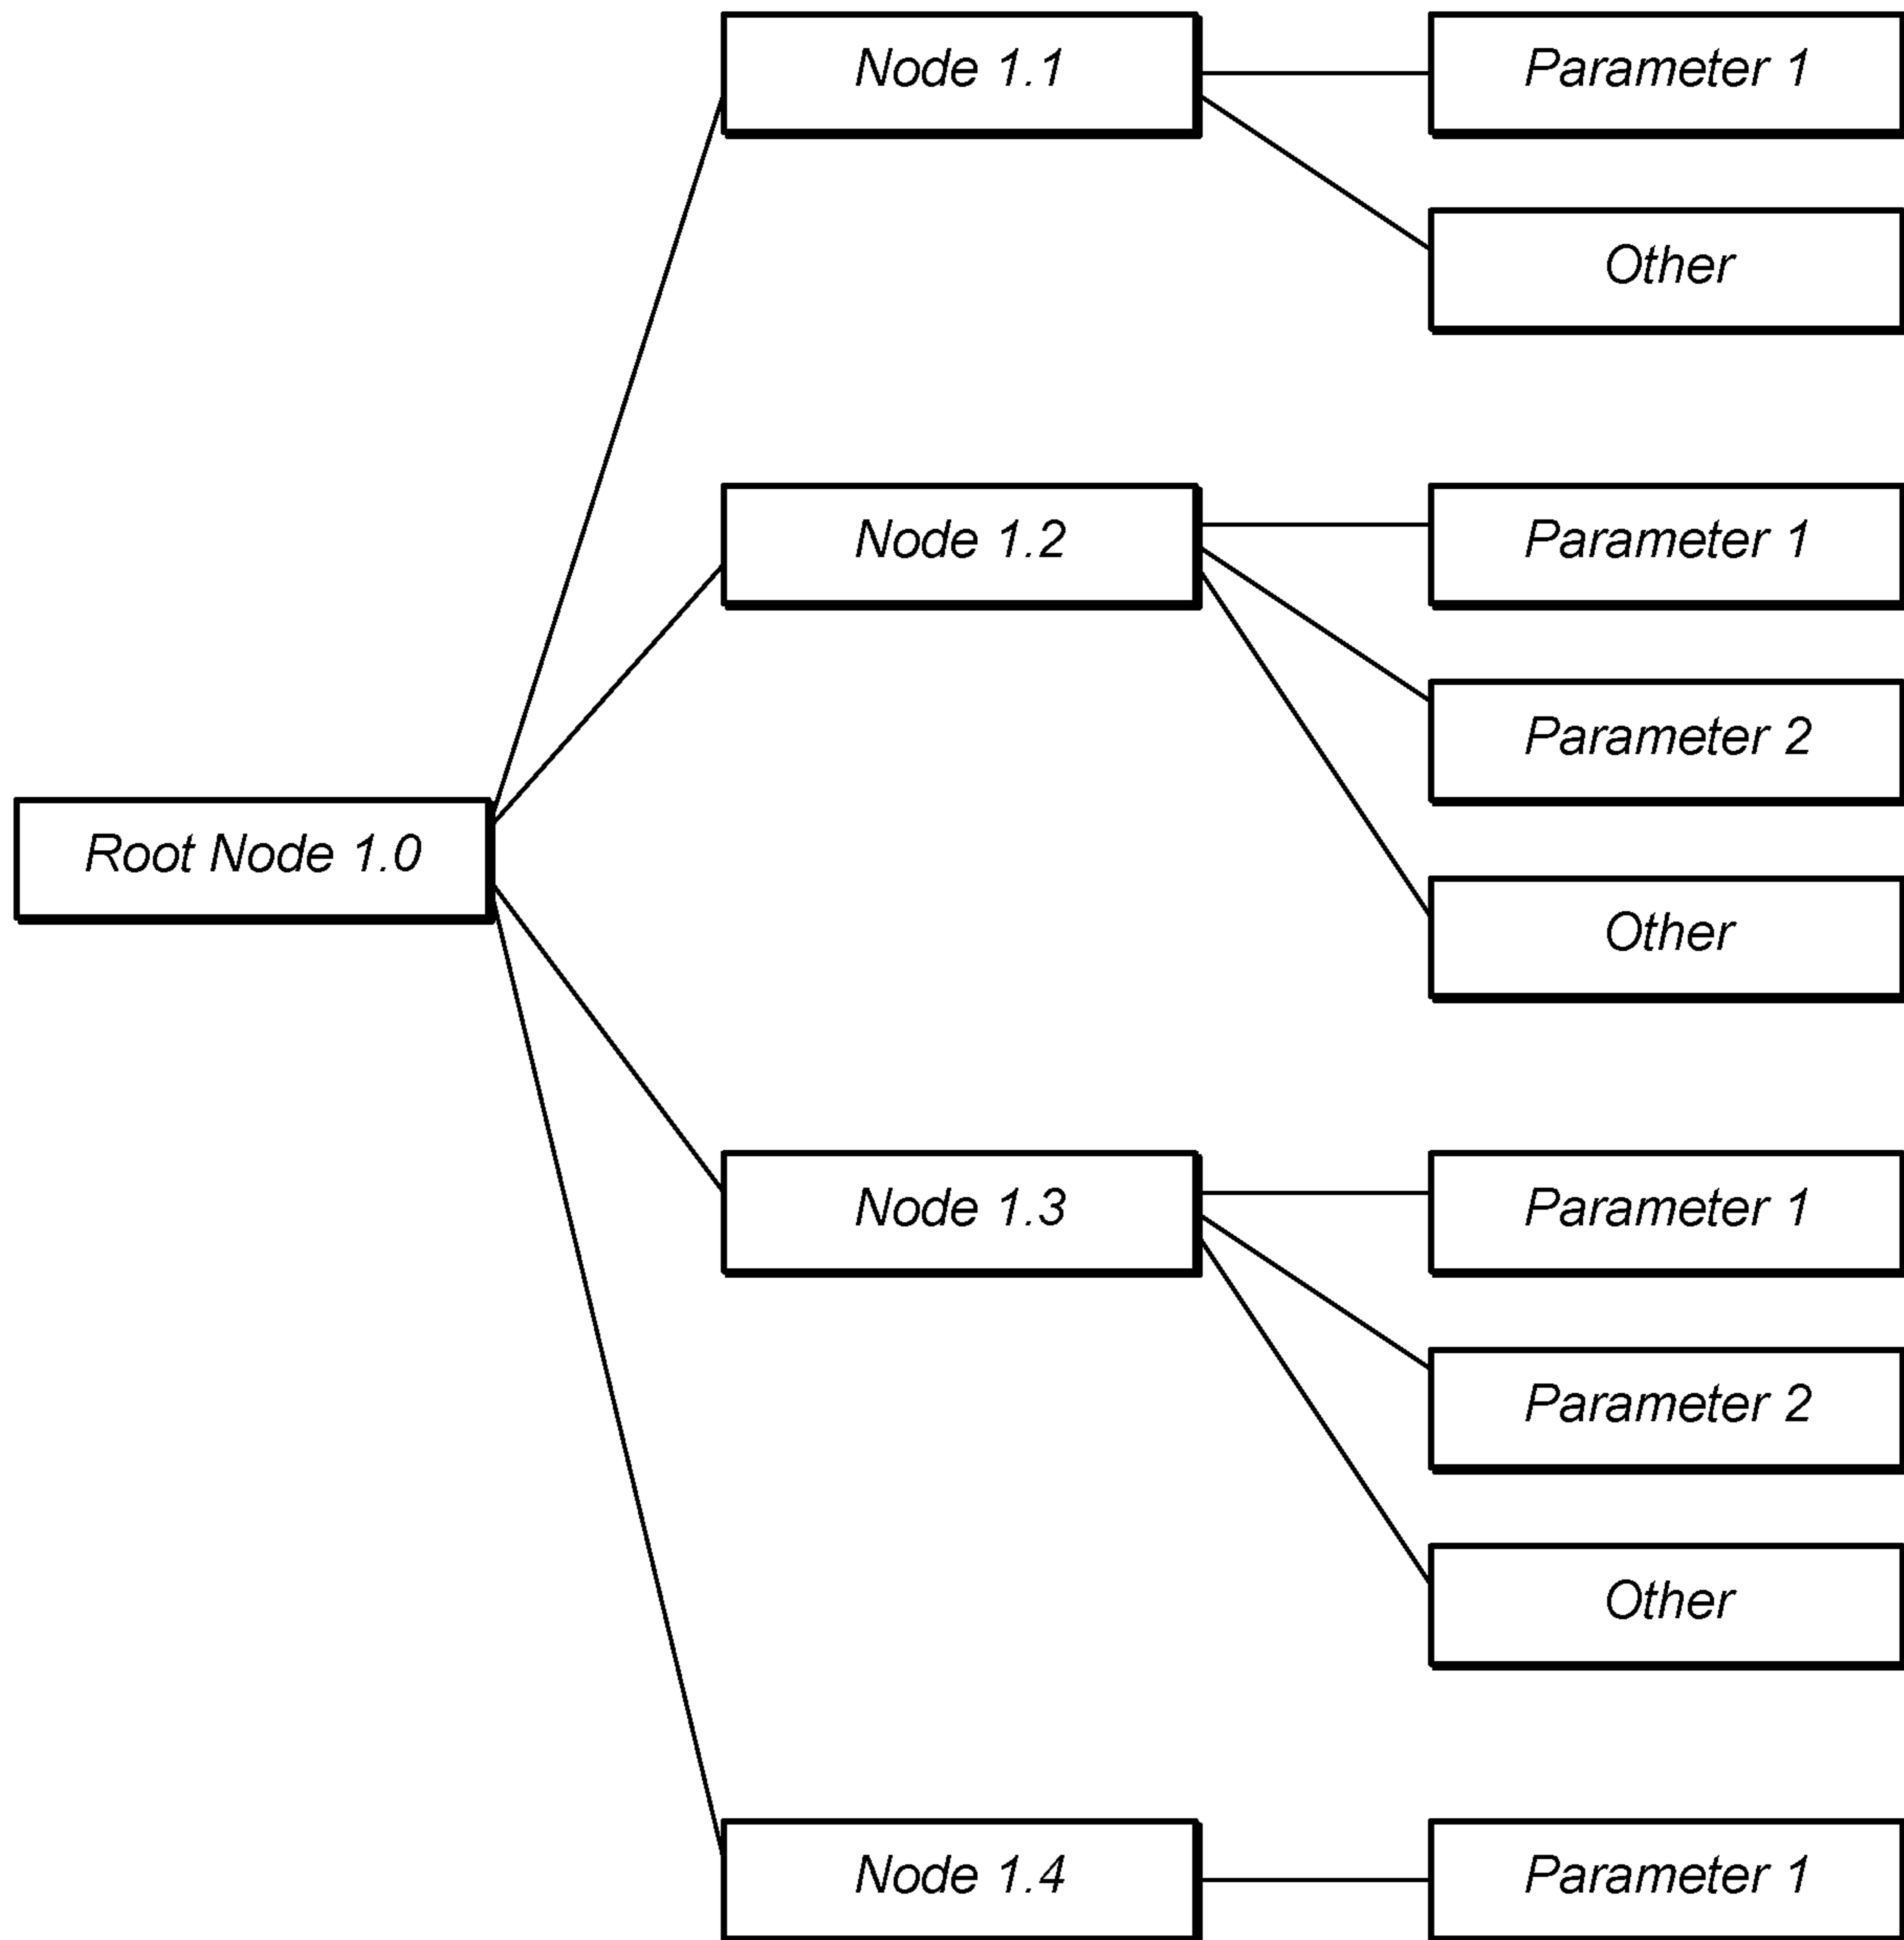 Node 1.1
Parameter 1
Other
Node 1.2
Parameter 1
Parameter 2
Other
Root Node 1.0
Node 1.3
Parameter 1
Parameter 2
Other
Node 1.4
Parameter 1